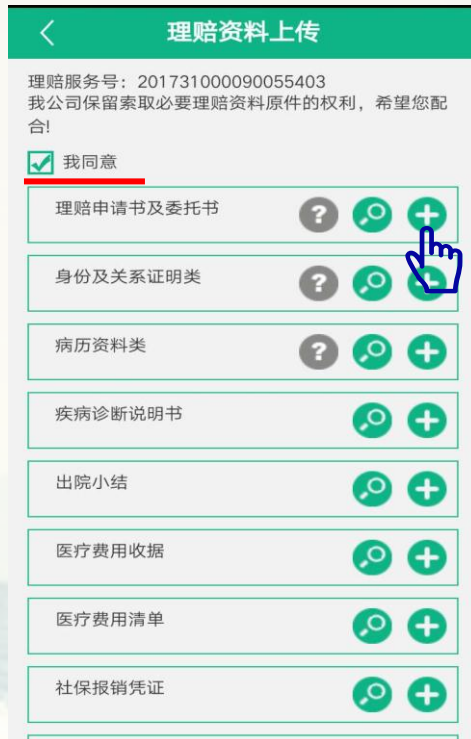 理赔资料上传
理赔服务号：201731000090055403
我公司保留索取必要理赔资料原件的权利，希望您配
合!
我同意
理赔申请书及委托书
身份及关系证明类
病历资料类
疾病诊断说明书
出院小结
医疗费用收据
医疗费用清单
社保报销凭证